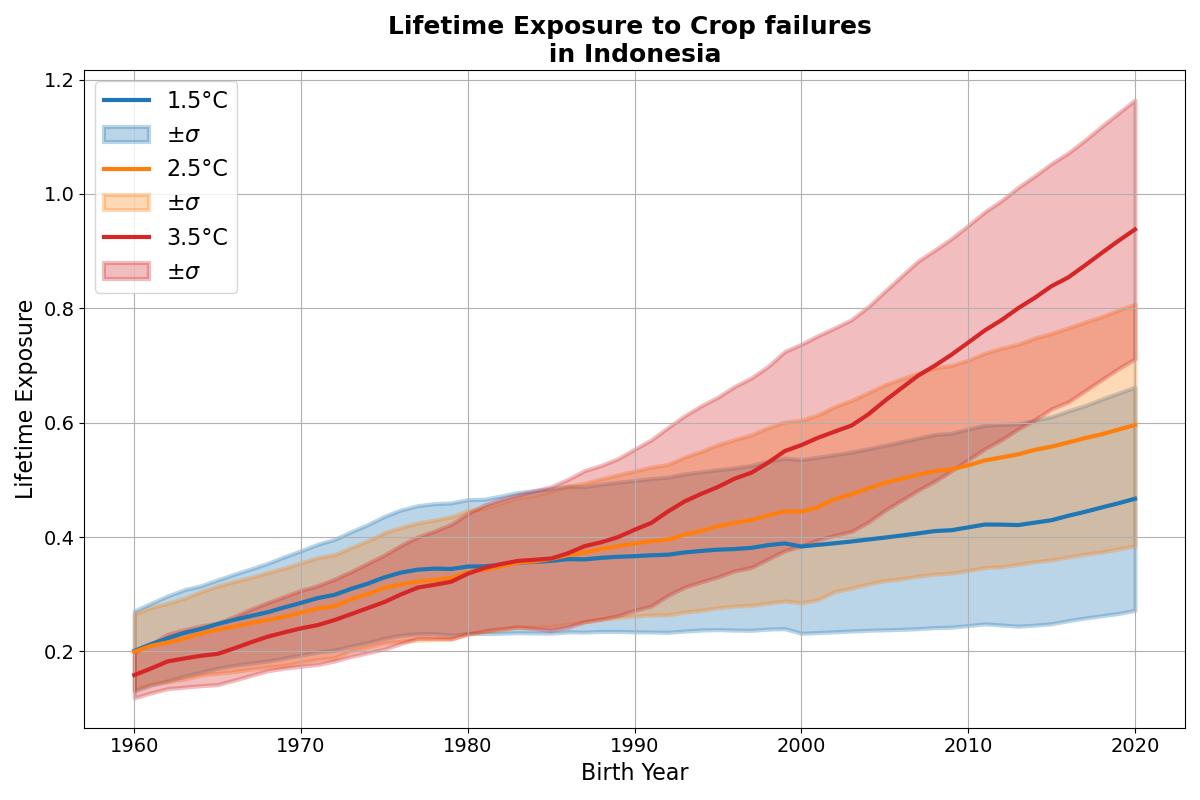 Lifetime Exposure to Crop failures
in Indonesia
1.5°C
±σ
2.5°C
±σ
3.5°C
±σ
Lifetime Exposure
1.2
1.0
0.8
0.6
0.4
0.2
1960 1970 1980 1990 2000 2010 2020
Birth Year